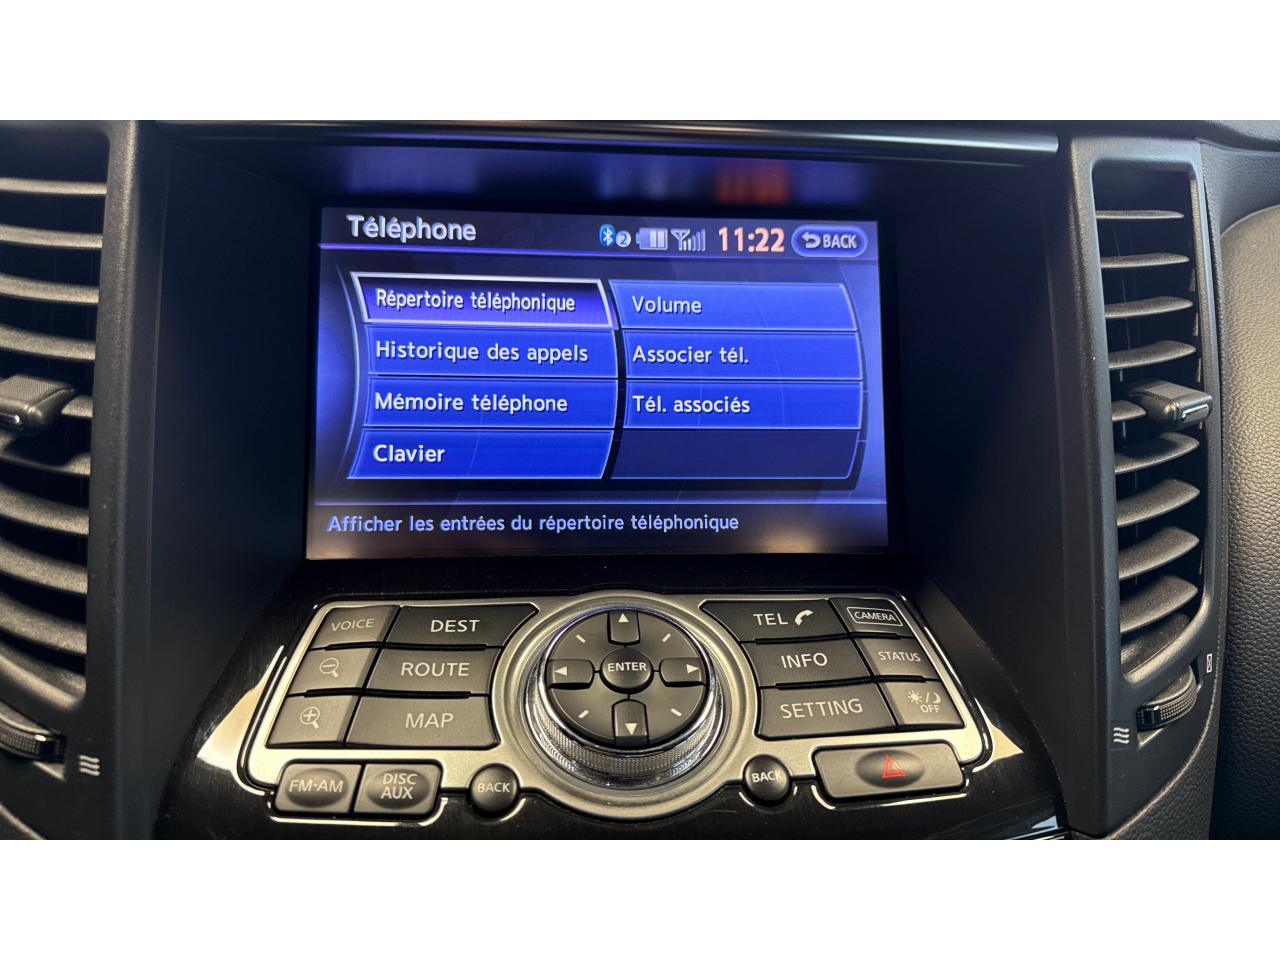 Téléphone
2
11:22
BACK
Répertoire téléphonique
Volume
Historique des appels
Associer tél.
Mémoire téléphone
Tél. associés
Clavier
Afficher les entrées du répertoire téléphonique
VOICE
DEST
TEL
CAMERA
ROUTE
ENTER
INFO
STATUS
MAP
SETTING
OFF
FM·AM
DISC
AUX
BACK
BACK